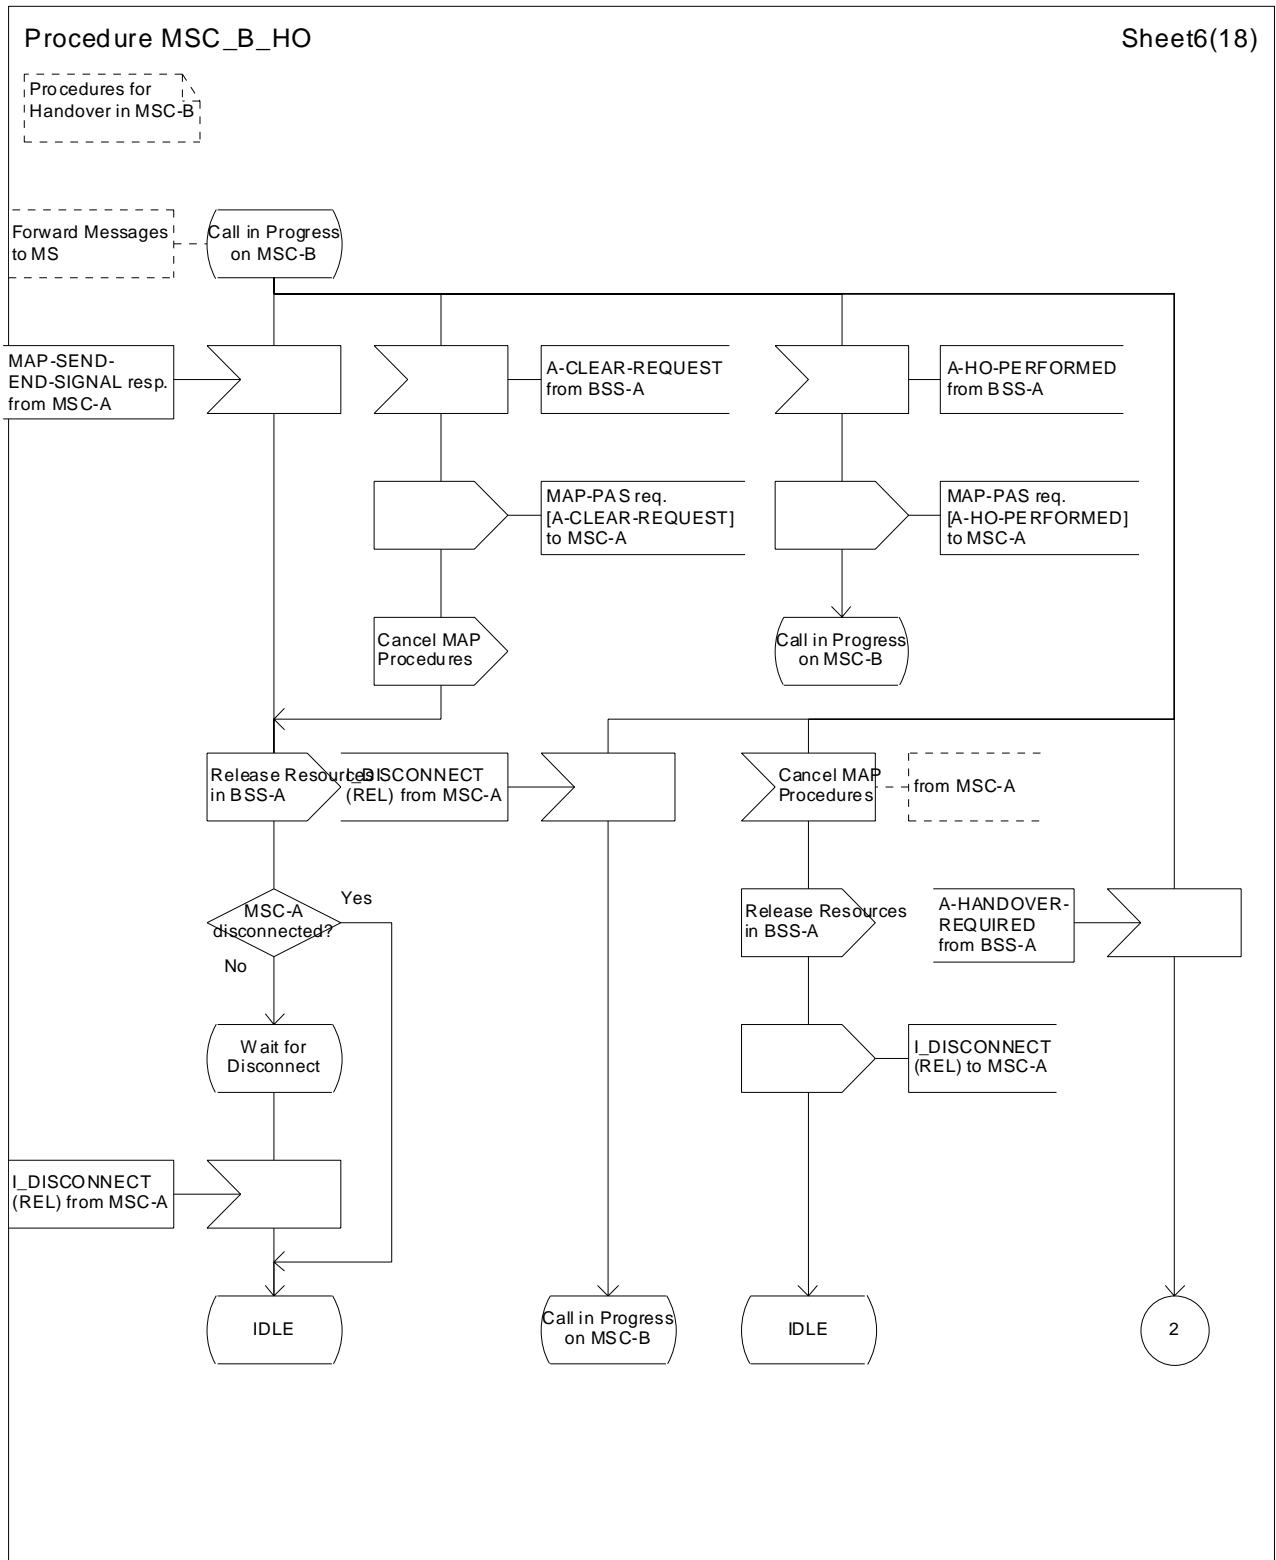 Procedure MSC_B_HO
Sheet6(18)
Procedures for
Handover in MSC-B
Forward Messages
to MS
Call in Progress
on MSC-B
MAP-SEND-
END-SIGNAL resp.
from MSC-A
A-CLEAR-REQUEST
from BSS-A
A-HO-PERFORMED
from BSS-A
MAP-PAS req.
[A-CLEAR-REQUEST]
to MSC-A
MAP-PAS req.
[A-HO-PERFORMED]
to MSC-A
Cancel MAP
Procedures
Call in Progress
on MSC-B
Release Resources
in BSS-A
I_DISCONNECT
(REL) from MSC-A
Cancel MAP
Procedures
from MSC-A
Yes
MSC-A
disconnected?
No
Release Resources
in BSS-A
A-HANDOVER-
REQUIRED
from BSS-A
Wait for
Disconnect
I_DISCONNECT
(REL) to MSC-A
I_DISCONNECT
(REL) from MSC-A
IDLE
Call in Progress
on MSC-B
IDLE
2